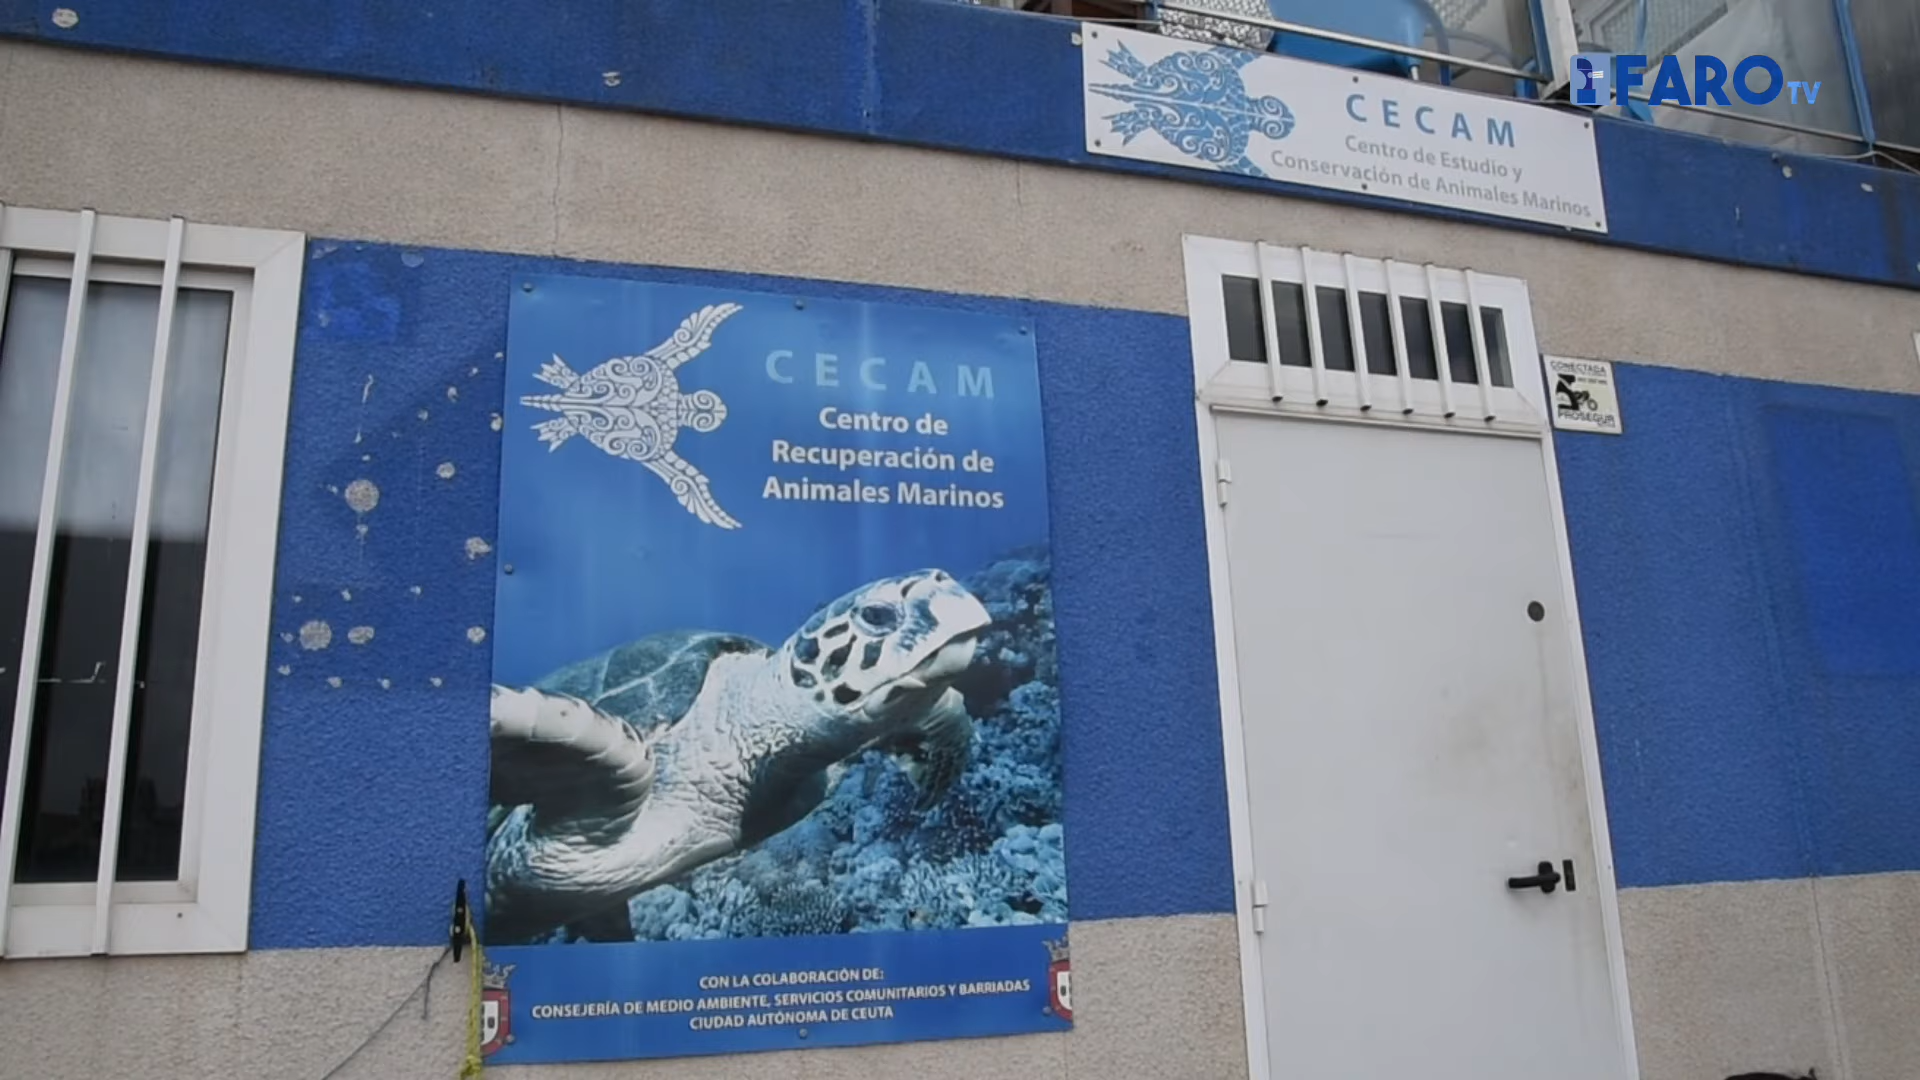 FARO TV
CECAM
Centro de Estudio y
Conservación de Animales Marinos
CECAM
Centro de
Recuperación de
Animales Marinos
CONECTADA
PROSEGUR
CON LA COLABORACIÓN DE:
CONSEJERÍA DE MEDIO AMBIENTE, SERVICIOS COMUNITARIOS Y BARRIADAS
CIUDAD AUTÓNOMA DE CEUTA